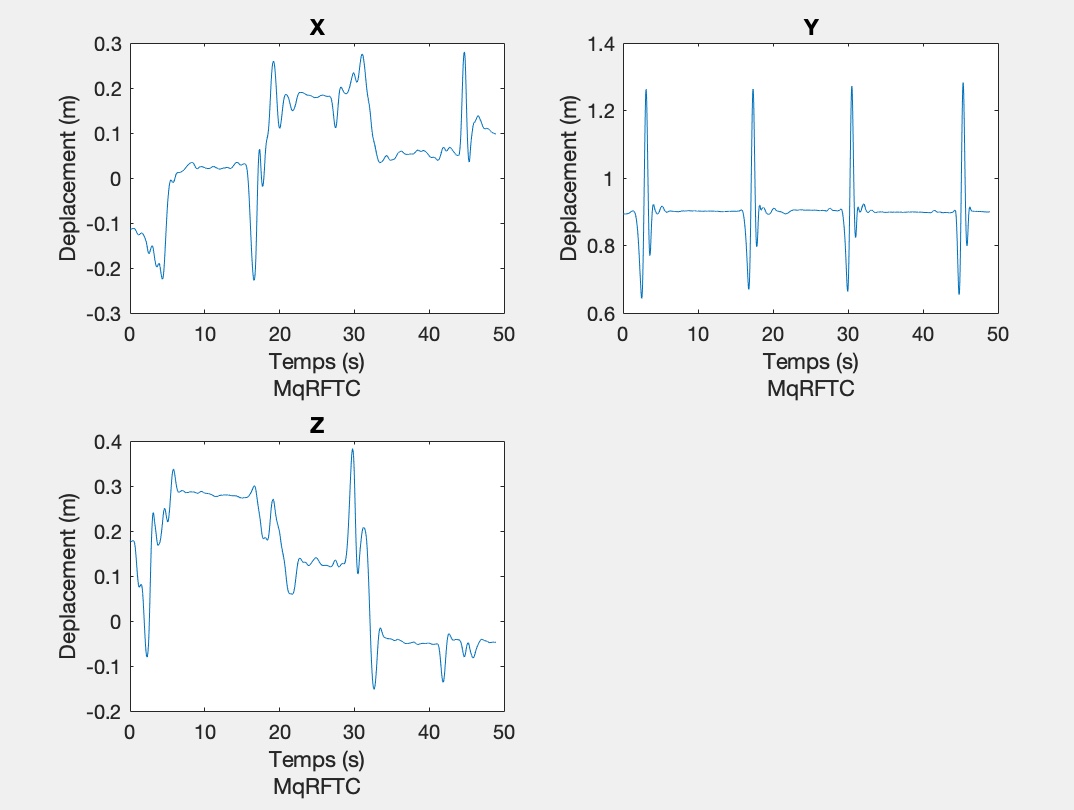 X
Deplacement (m)
0.3
0.2
0.1
0
-0.1
-0.2
-0.3
0 10 20 30 40 50
Temps (s)
MqRFTC
Y
Deplacement (m)
1.4
1.2
1
0.8
0.6
0 10 20 30 40 50
Temps (s)
MqRFTC
Z
Deplacement (m)
0.4
0.3
0.2
0.1
0
-0.1
-0.2
0 10 20 30 40 50
Temps (s)
MqRFTC